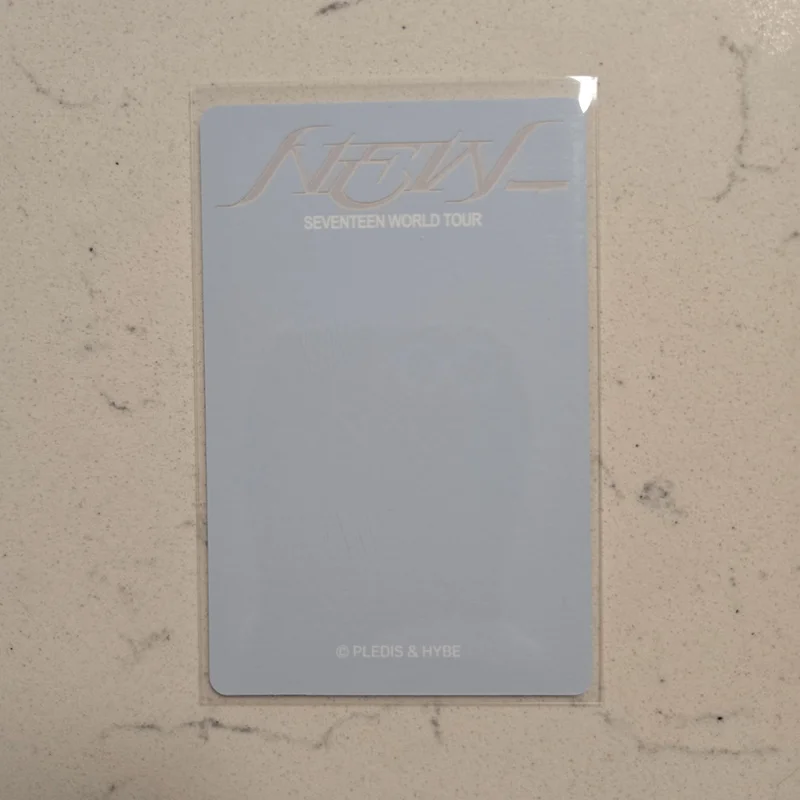 NEW_
SEVENTEEN WORLD TOUR
© PLEDIS & HYBE